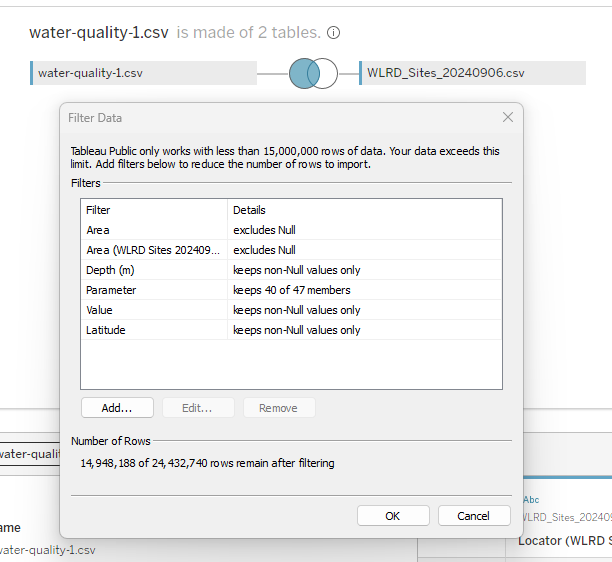 water-quality-1.csv is made of 2 tables.
water-quality-1.csv
WLRD_Sites_20240906.csv
Filter Data
Tableau Public only works with less than 15,000,000 rows of data. Your data exceeds this
limit. Add filters below to reduce the number of rows to import.
Filters
Filter Details
Area excludes Null
Area (WLRD Sites 202409... excludes Null
Depth (m) keeps non-Null values only
Parameter keeps 40 of 47 members
Value keeps non-Null values only
Latitude keeps non-Null values only
Add... Edit... Remove
Number of Rows
14,948,188 of 24,432,740 rows remain after filtering
OK Cancel
Abc
Locator (WLRD
water-quality-1.csv